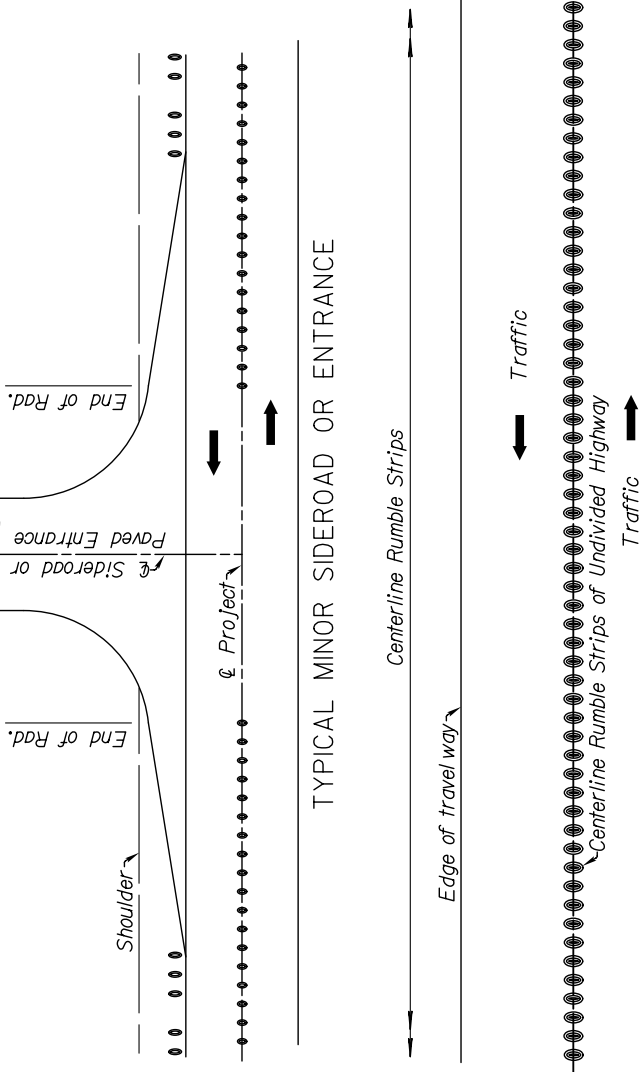 End of Rad.
Paved Entrance
℄ Sideroad or
End of Rad.
Shoulder
℄ Project
TYPICAL MINOR SIDEROAD OR ENTRANCE
Centerline Rumble Strips
Edge of travel way
Traffic
Centerline Rumble Strips of Undivided Highway
Traffic